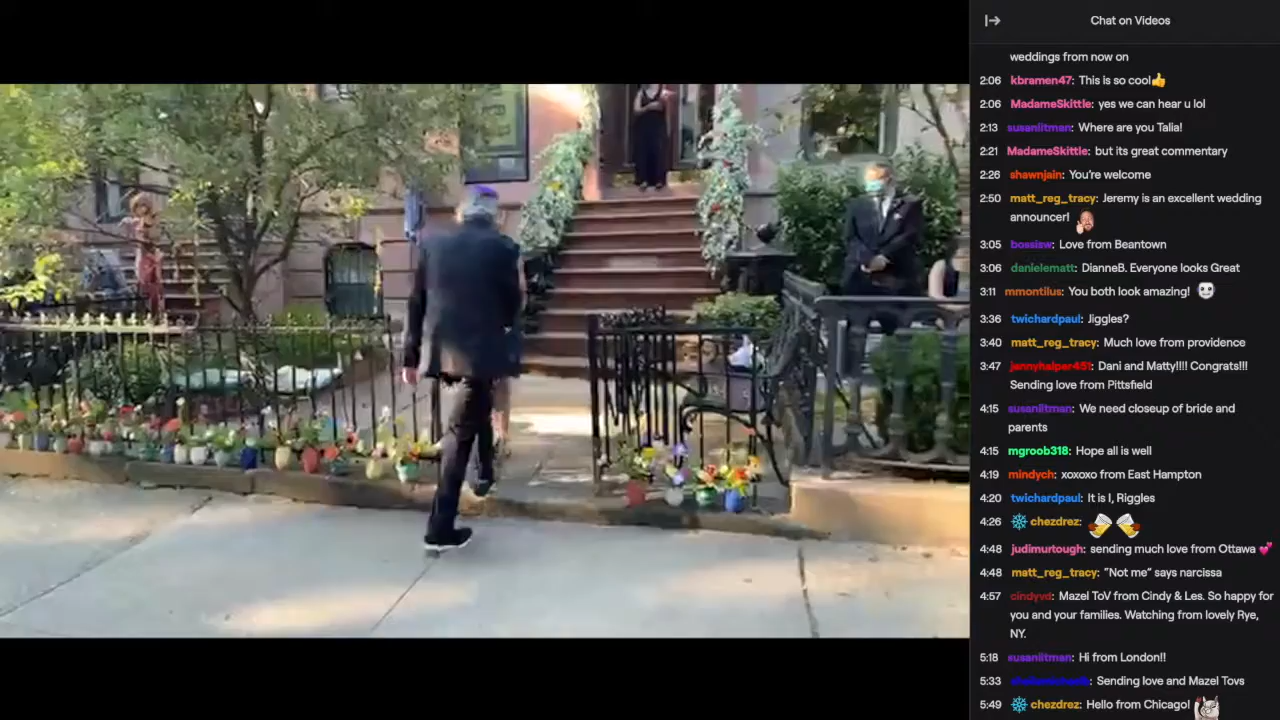 Chat on Videos
weddings from now on
2:06 kbramen47: This is so cool
2:06 MadameSkittle: yes we can hear u lol
2:13 susanlitman: Where are you Talia!
2:21 MadameSkittle: but its great commentary
2:26 shawnjain: You're welcome
2:50 matt_reg_tracy: Jeremy is an excellent wedding
announcer!
3:05 bossisw: Love from Beantown
3:06 danielematt: DianneB. Everyone looks Great
3:11 mmontilus: You both look amazing!
3:36 twichardpaul: Jiggles?
3:40 matt_reg_tracy: Much love from providence
3:47 jennyhalper451: Dani and Matty!!!! Congrats!!!
Sending love from Pittsfield
4:15 susanlitman: We need closeup of bride and
parents
4:15 mgroob318: Hope all is well
4:19 mindych: xoxoxo from East Hampton
4:20 twichardpaul: It is I, Riggles
4:26 chezdrez:
4:48 judimurtough: sending much love from Ottawa
4:48 matt_reg_tracy: “Not me” says narcissa
4:57 cindyvd: Mazel ToV from Cindy & Les. So happy for
you and your families. Watching from lovely Rye,
NY.
5:18 susanlitman: Hi from London!!
5:33 Sending love and Mazel Tovs
5:49 chezdrez: Hello from Chicago!